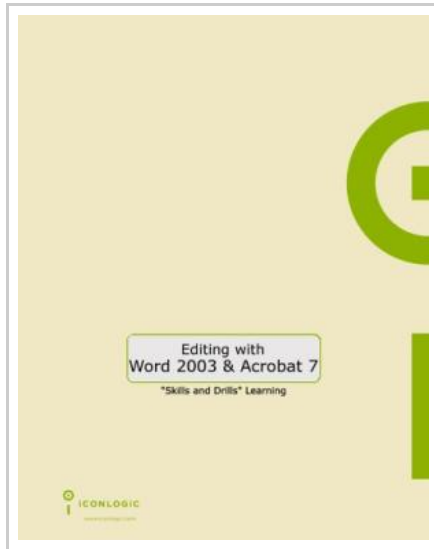 Editing with
Word 2003 & Acrobat 7
"Skills and Drills" Learning
ICONLOGIC